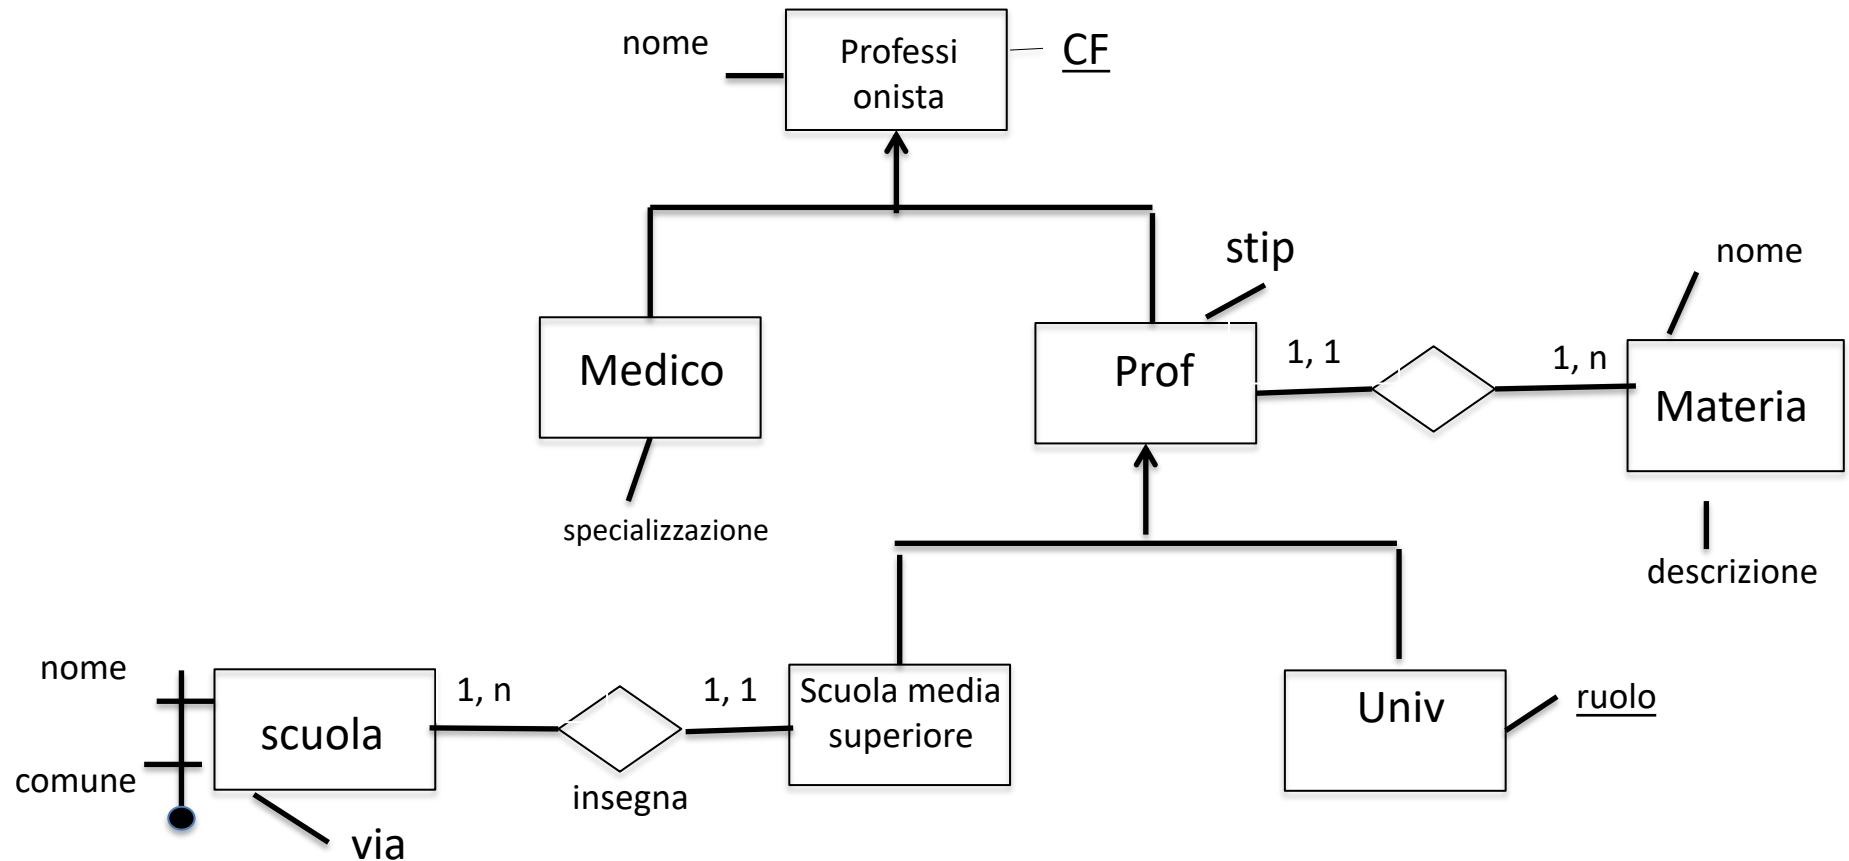 nome
Professi
onista
CF
stip
nome
Medico
Prof
1, 1
1, n
Materia
specializzazione
descrizione
nome
scuola
1, n
1, 1
Scuola media
superiore
Univ
ruolo
comune
insegna
via